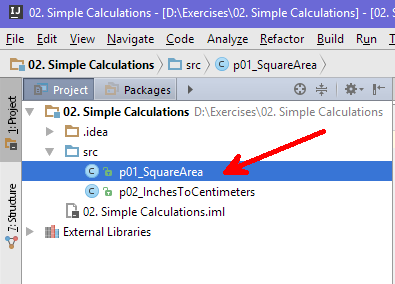 02. Simple Calculations - [D:\Exercises\02. Simple Calculations] - [02.
File Edit View Navigate Code Analyze Refactor Build Run
02. Simple Calculations src p01_SquareArea
1: Project
Project Packages
02. Simple Calculations D:\Exercises\02. Simple Calculations
.idea
src
p01_SquareArea
p02_InchesToCentimeters
02. Simple Calculations.iml
External Libraries
7: Structure